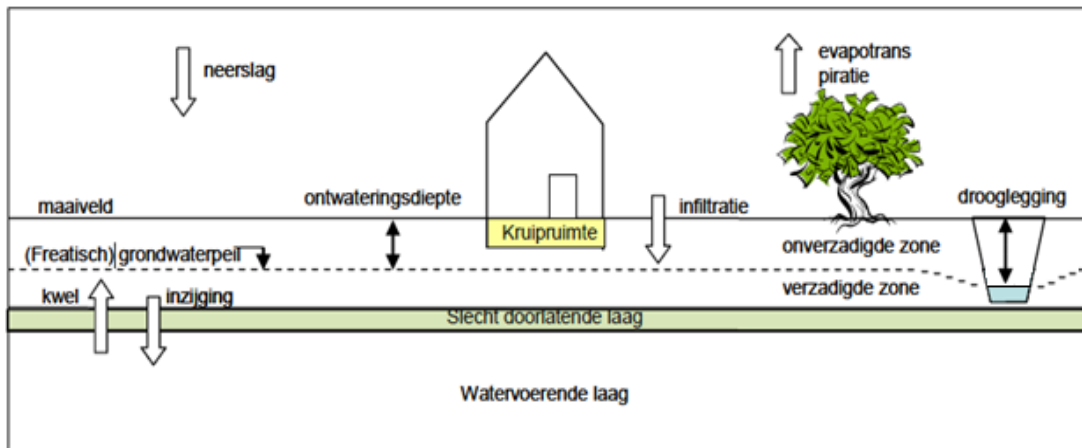 neerslag
evapotrans
piratie
maaiveld
ontwateringsdiepte
infiltratie
drooglegging
Kruipruimte
(Freatisch) grondwaterpeil
onverzadigde zone
kwel
inzijging
verzadigde zone
Slecht doorlatende laag
Watervoerende laag